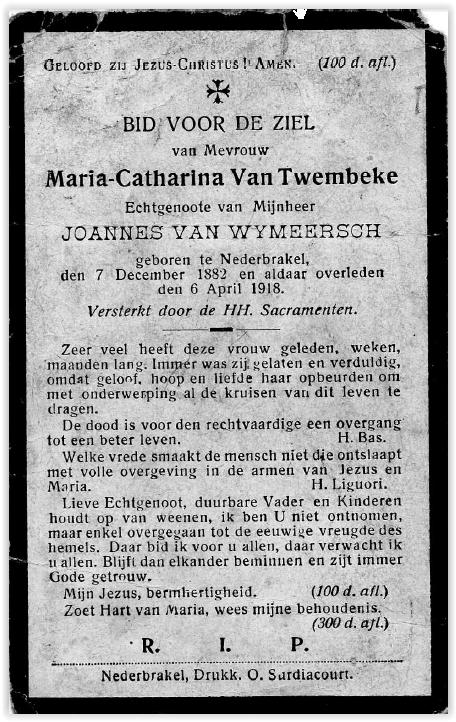 GELOOFD ZIJ JEZUS-CHRISTUS! AMEN. (100 d. afl.)
BID VOOR DE ZIEL
van Mevrouw
Maria-Catharina Van Twembeke
Echtgenoote van Mijnheer
JOANNES VAN WYMEERSCH
geboren te Nederbrakel,
den 7 December 1882 en aldaar overleden
den 6 April 1918.
Versterkt door de HH. Sacramenten.
Zeer veel heeft deze vrouw geleden, weken,
maanden lang. Immer was zij gelaten en verduldig,
omdat geloof, hoop en liefde haar opbeurden om
met onderwerping al de kruisen van dit leven te
dragen.
De dood is voor den rechtvaardige een overgang
tot een beter leven. H. Bas.
Welke vrede smaakt de mensch niet die ontslaapt
met volle overgeving in de armen van Jezus en
Maria. H. Liguori.
Lieve Echtgenoot, duurbare Vader en Kinderen
houdt op van weenen, ik ben U niet ontnomen,
maar enkel overgegaan tot de eeuwige vreugde des
hemels. Daar bid ik voor u allen, daar verwacht ik
u allen. Blijft dan elkander beminnen en zijt immer
Gode getrouw.
Mijn Jezus, bermhertigheid. (100 d. afl.)
Zoet Hart van Maria, wees mijne behoudenis.
(300 d. afl.)
R. I. P.
Nederbrakel, Drukk. O. Surdiacourt.